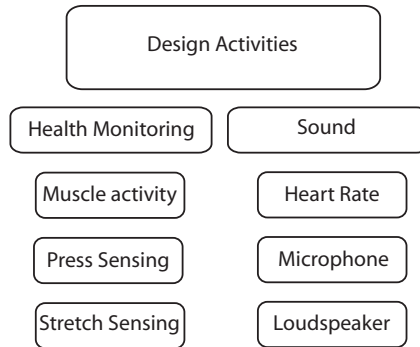 Design Activities
Health Monitoring
Sound
Muscle activity
Heart Rate
Press Sensing
Microphone
Stretch Sensing
Loudspeaker